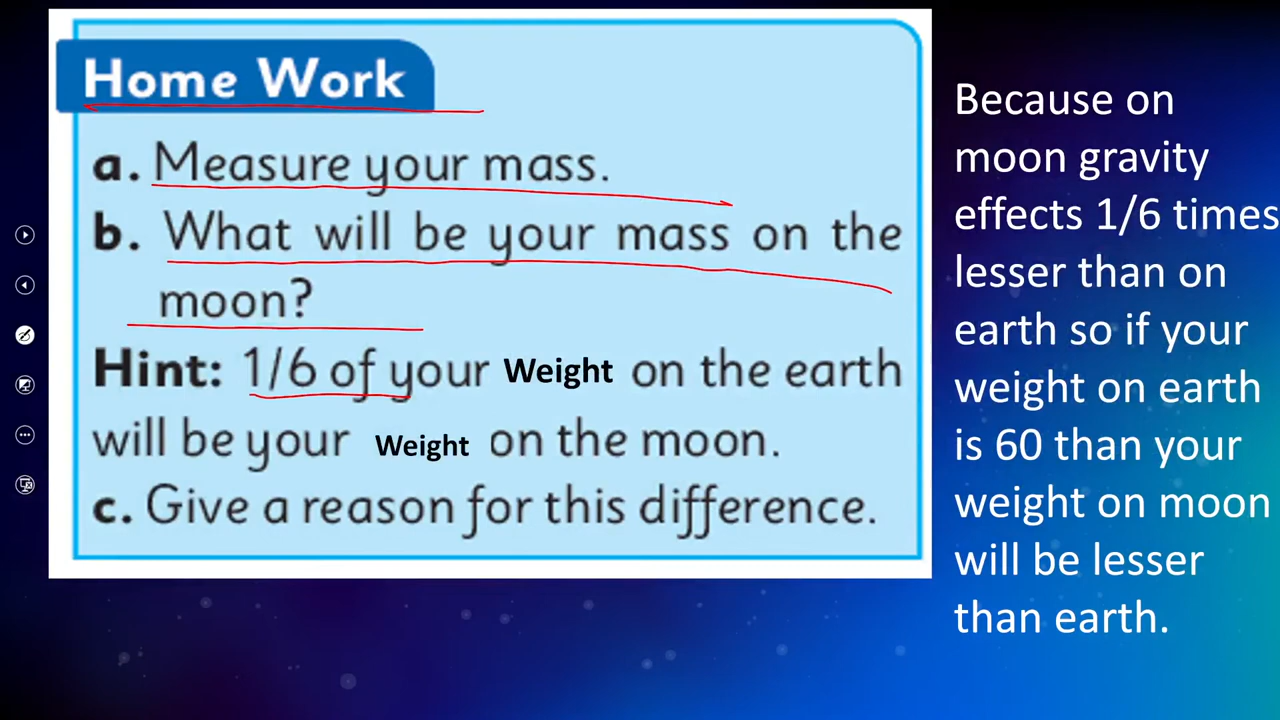 Home Work
a. Measure your mass.
b. What will be your mass on the
moon?
Hint: 1/6 of your Weight on the earth
will be your Weight on the moon.
c. Give a reason for this difference.
Because on
moon gravity
effects 1/6 times
lesser than on
earth so if your
weight on earth
is 60 than your
weight on moon
will be lesser
than earth.